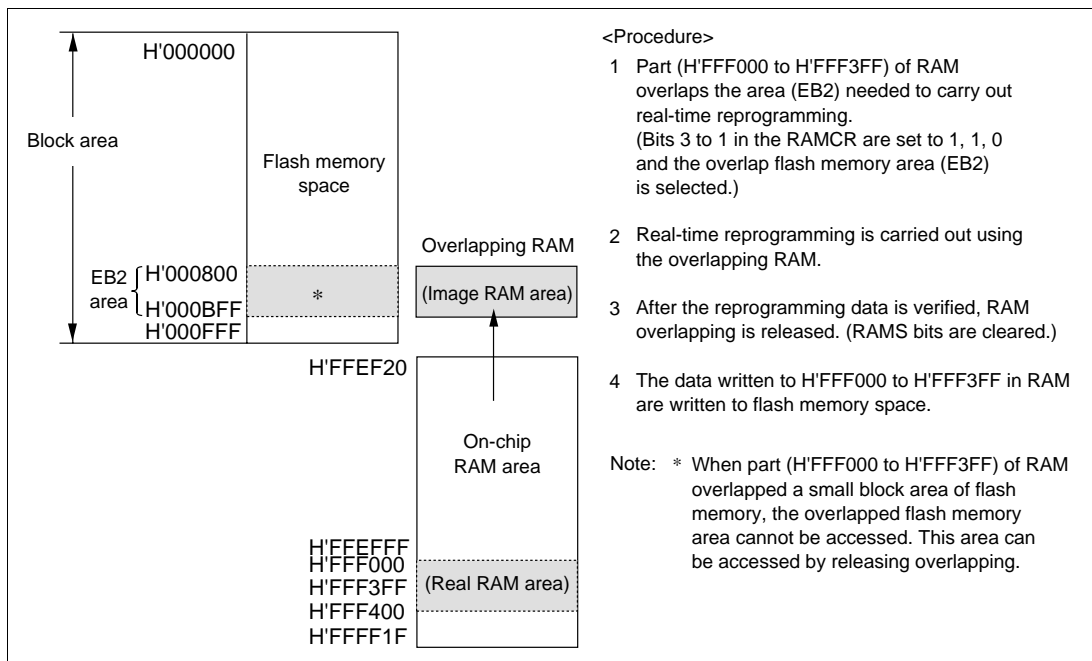 H'000000
Block area
Flash memory
space
EB2
area
H'000800
H'000BFF
H'000FFF
*
Overlapping RAM
(Image RAM area)
H'FFEF20
On-chip
RAM area
H'FFEFFF
H'FFF000
H'FFF3FF
H'FFF400
H'FFFF1F
(Real RAM area)
<Procedure>
1 Part (H'FFF000 to H'FFF3FF) of RAM
overlaps the area (EB2) needed to carry out
real-time reprogramming.
(Bits 3 to 1 in the RAMCR are set to 1, 1, 0
and the overlap flash memory area (EB2)
is selected.)
2 Real-time reprogramming is carried out using
the overlapping RAM.
3 After the reprogramming data is verified, RAM
overlapping is released. (RAMS bits are cleared.)
4 The data written to H'FFF000 to H'FFF3FF in RAM
are written to flash memory space.
Note: * When part (H'FFF000 to H'FFF3FF) of RAM
overlapped a small block area of flash
memory, the overlapped flash memory
area cannot be accessed. This area can
be accessed by releasing overlapping.